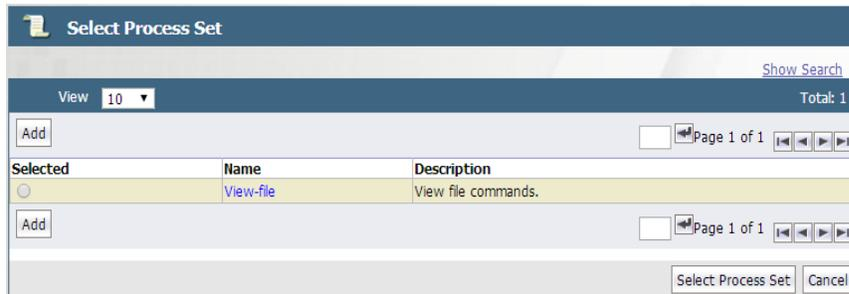 Select Process Set
Show Search
View 10 Total: 1
Add Page 1 of 1
Selected Name Description
View-file View file commands.
Add Page 1 of 1
Select Process Set Cancel